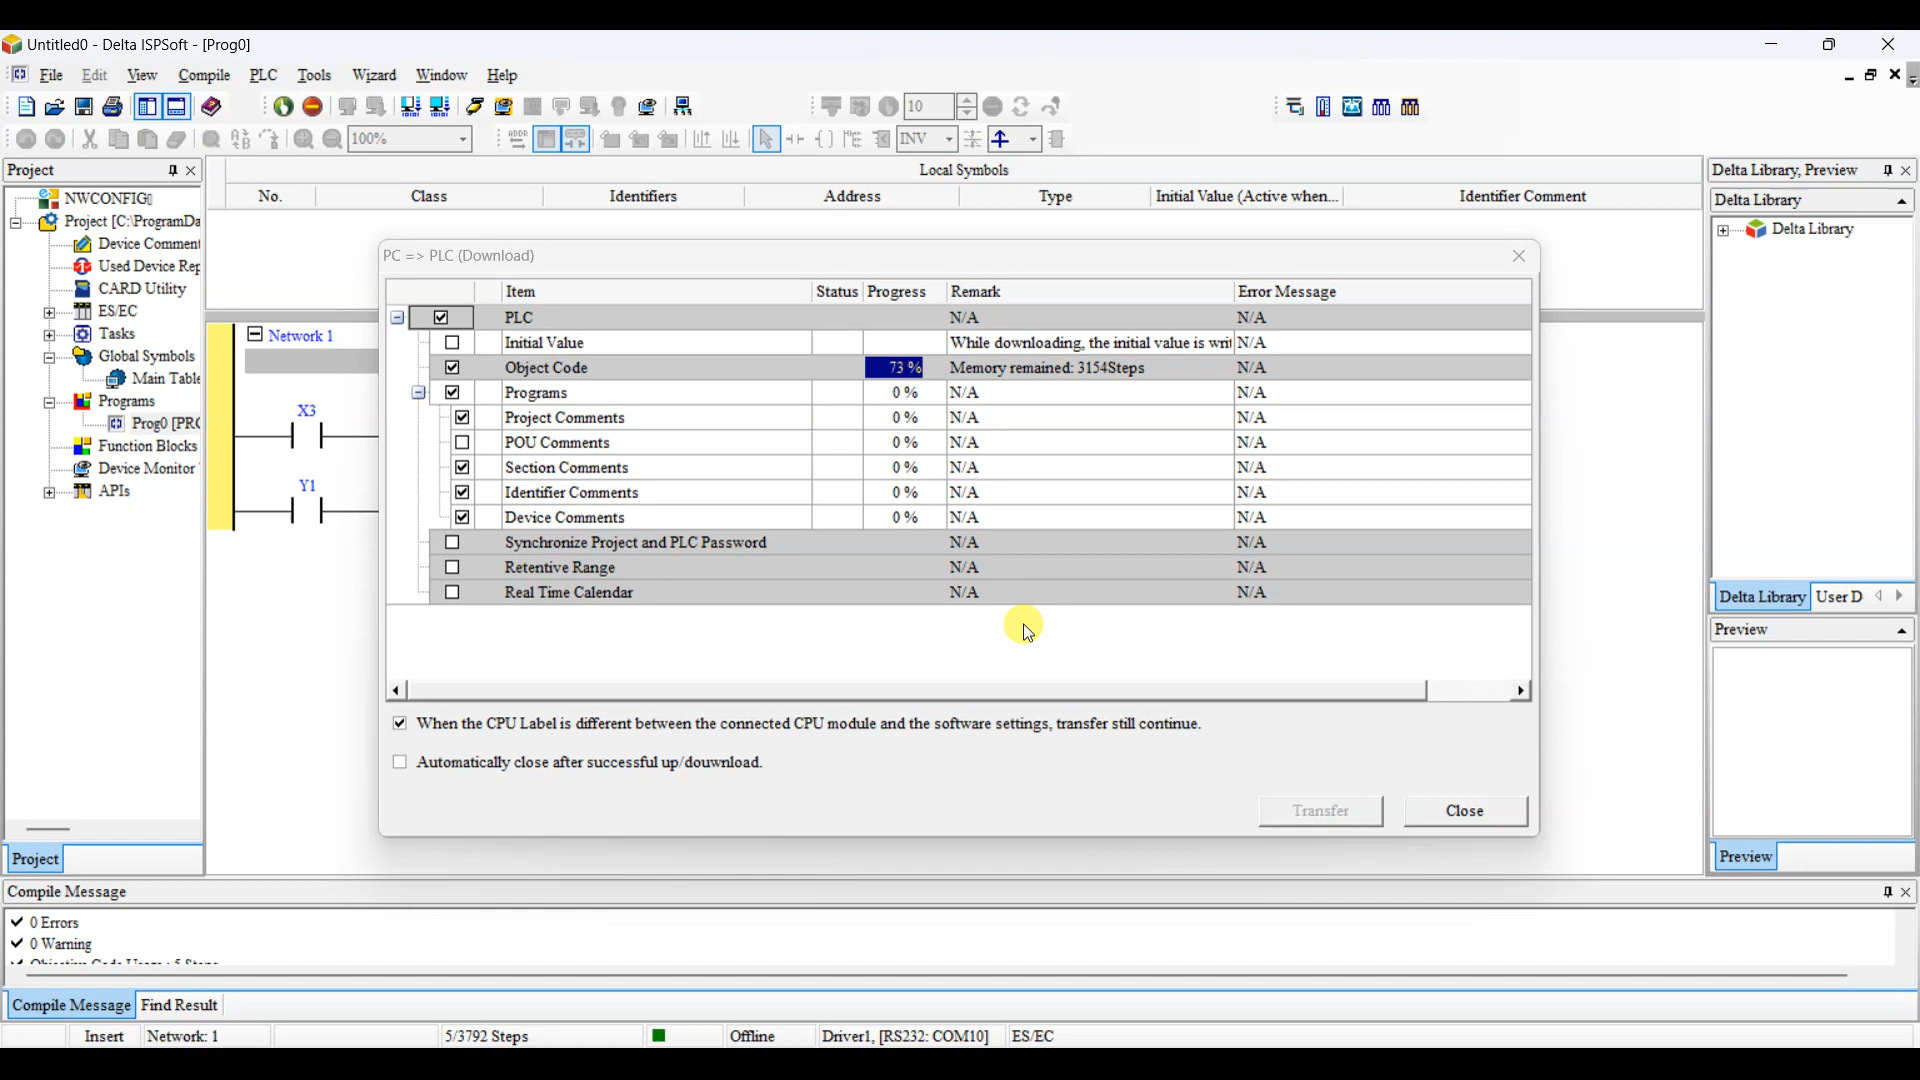 Untitled0 - Delta ISPSoft - [Prog0]
File Edit View Compile PLC Tools Wizard Window Help
10
100% ADDR INV
Project
NWCONFIG
Project [C:\ProgramDa
Device Comment
Used Device Rep
CARD Utility
ES/EC
Tasks
Global Symbols
Main Table
Programs
Prog0 [PRO
Function Blocks
Device Monitor
APIs
Project
Local Symbols
No. Class Identifiers Address Type Initial Value (Active when... Identifier Comment
Network 1
X3
Y1
PC => PLC (Download)
Item Status Progress Remark Error Message
PLC N/A N/A
Initial Value While downloading, the initial value is writ N/A
Object Code 73 % Memory remained: 3154Steps N/A
Programs 0 % N/A N/A
Project Comments 0 % N/A N/A
POU Comments 0 % N/A N/A
Section Comments 0 % N/A N/A
Identifier Comments 0 % N/A N/A
Device Comments 0 % N/A N/A
Synchronize Project and PLC Password N/A N/A
Retentive Range N/A N/A
Real Time Calendar N/A N/A
When the CPU Label is different between the connected CPU module and the software settings, transfer still continue.
Automatically close after successful up/douwnload.
Transfer Close
Delta Library, Preview
Delta Library
Delta Library
Delta Library User D
Preview
Preview
Compile Message
0 Errors
0 Warning
Compile Message Find Result
Insert Network: 1 5/3792 Steps Offline Driver1, [RS232: COM10] ES/EC